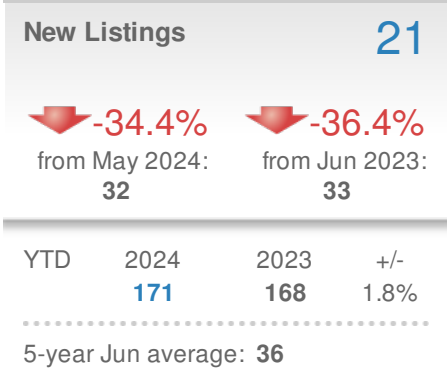 New Listings 21
-34.4% -36.4%
from May 2024: from Jun 2023:
32 33
YTD 2024 2023 +/-
171 168 1.8%
5-year Jun average: 36